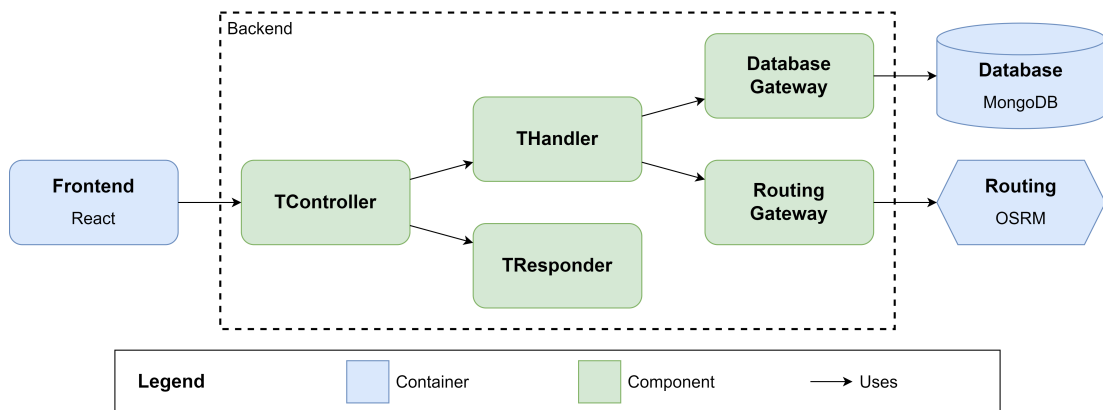 Backend
Database
Gateway
Database
MongoDB
THandler
Frontend
React
TController
Routing
Gateway
Routing
OSRM
TResponder
Legend
Container
Component
Uses